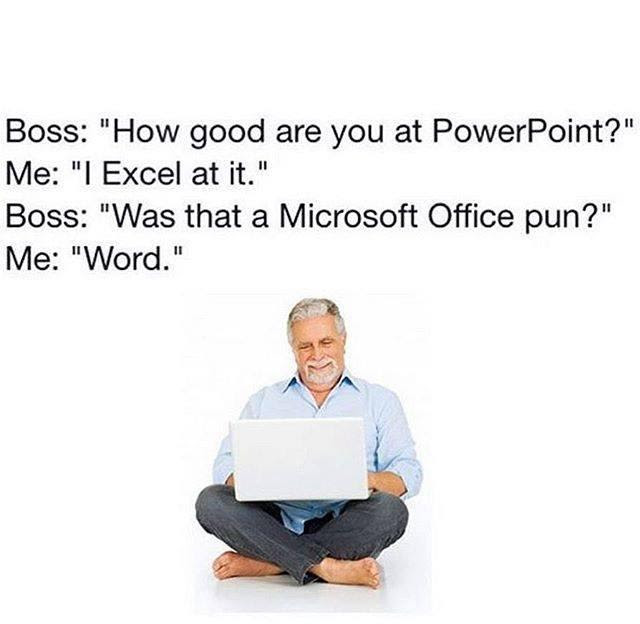 Boss: "How good are you at PowerPoint?"
Me: "I Excel at it."
Boss: "Was that a Microsoft Office pun?"
Me: "Word."